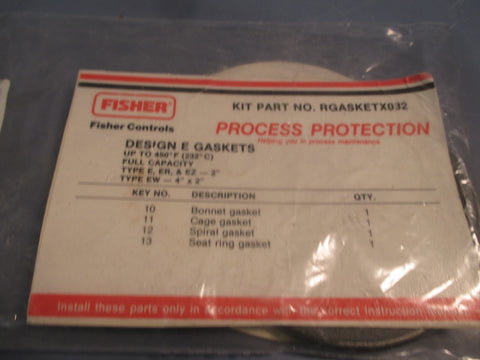 FISHER
KIT PART NO. RGASKETX032
Fisher Controls
PROCESS PROTECTION
Helping you in process maintenance
DESIGN E GASKETS
UP TO 450°F (232°C)
FULL CAPACITY
TYPE E, ER, & EZ — 2"
TYPE EW — 4" x 2"
KEY NO. DESCRIPTION QTY.
10 Bonnet gasket 1
11 Cage gasket 1
12 Spiral gasket 1
13 Seat ring gasket 1
Install these parts only in accordance with the correct instruction